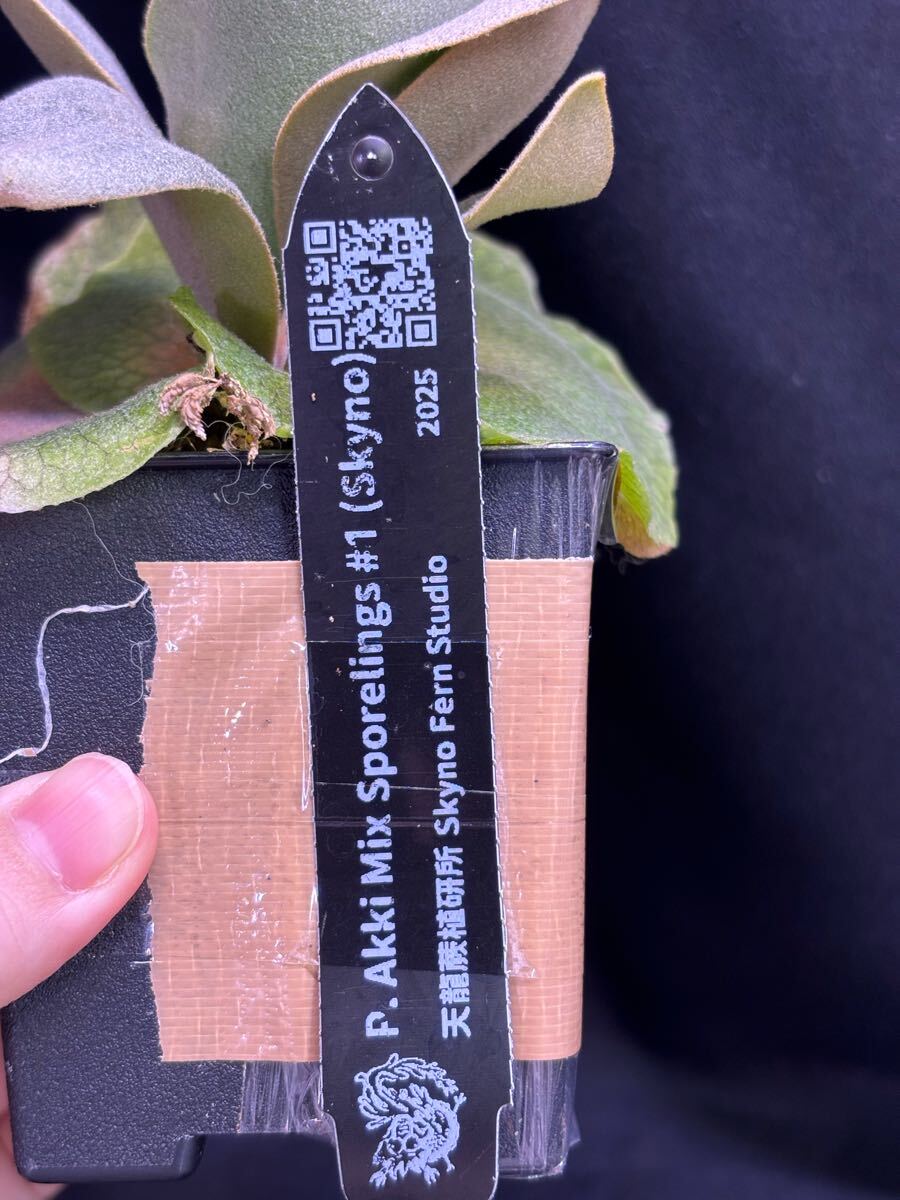 P. Akki Mix Sporelings #1 (Skyno)
天龍蕨植研所 Skyno Fern Studio 2025